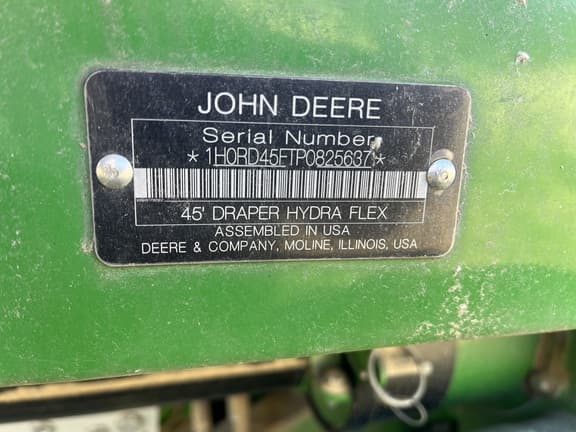 JOHN DEERE
Serial Number
*1H0RD45FTP0825637*
45' DRAPER HYDRA FLEX
ASSEMBLED IN USA
DEERE & COMPANY, MOLINE, ILLINOIS, USA